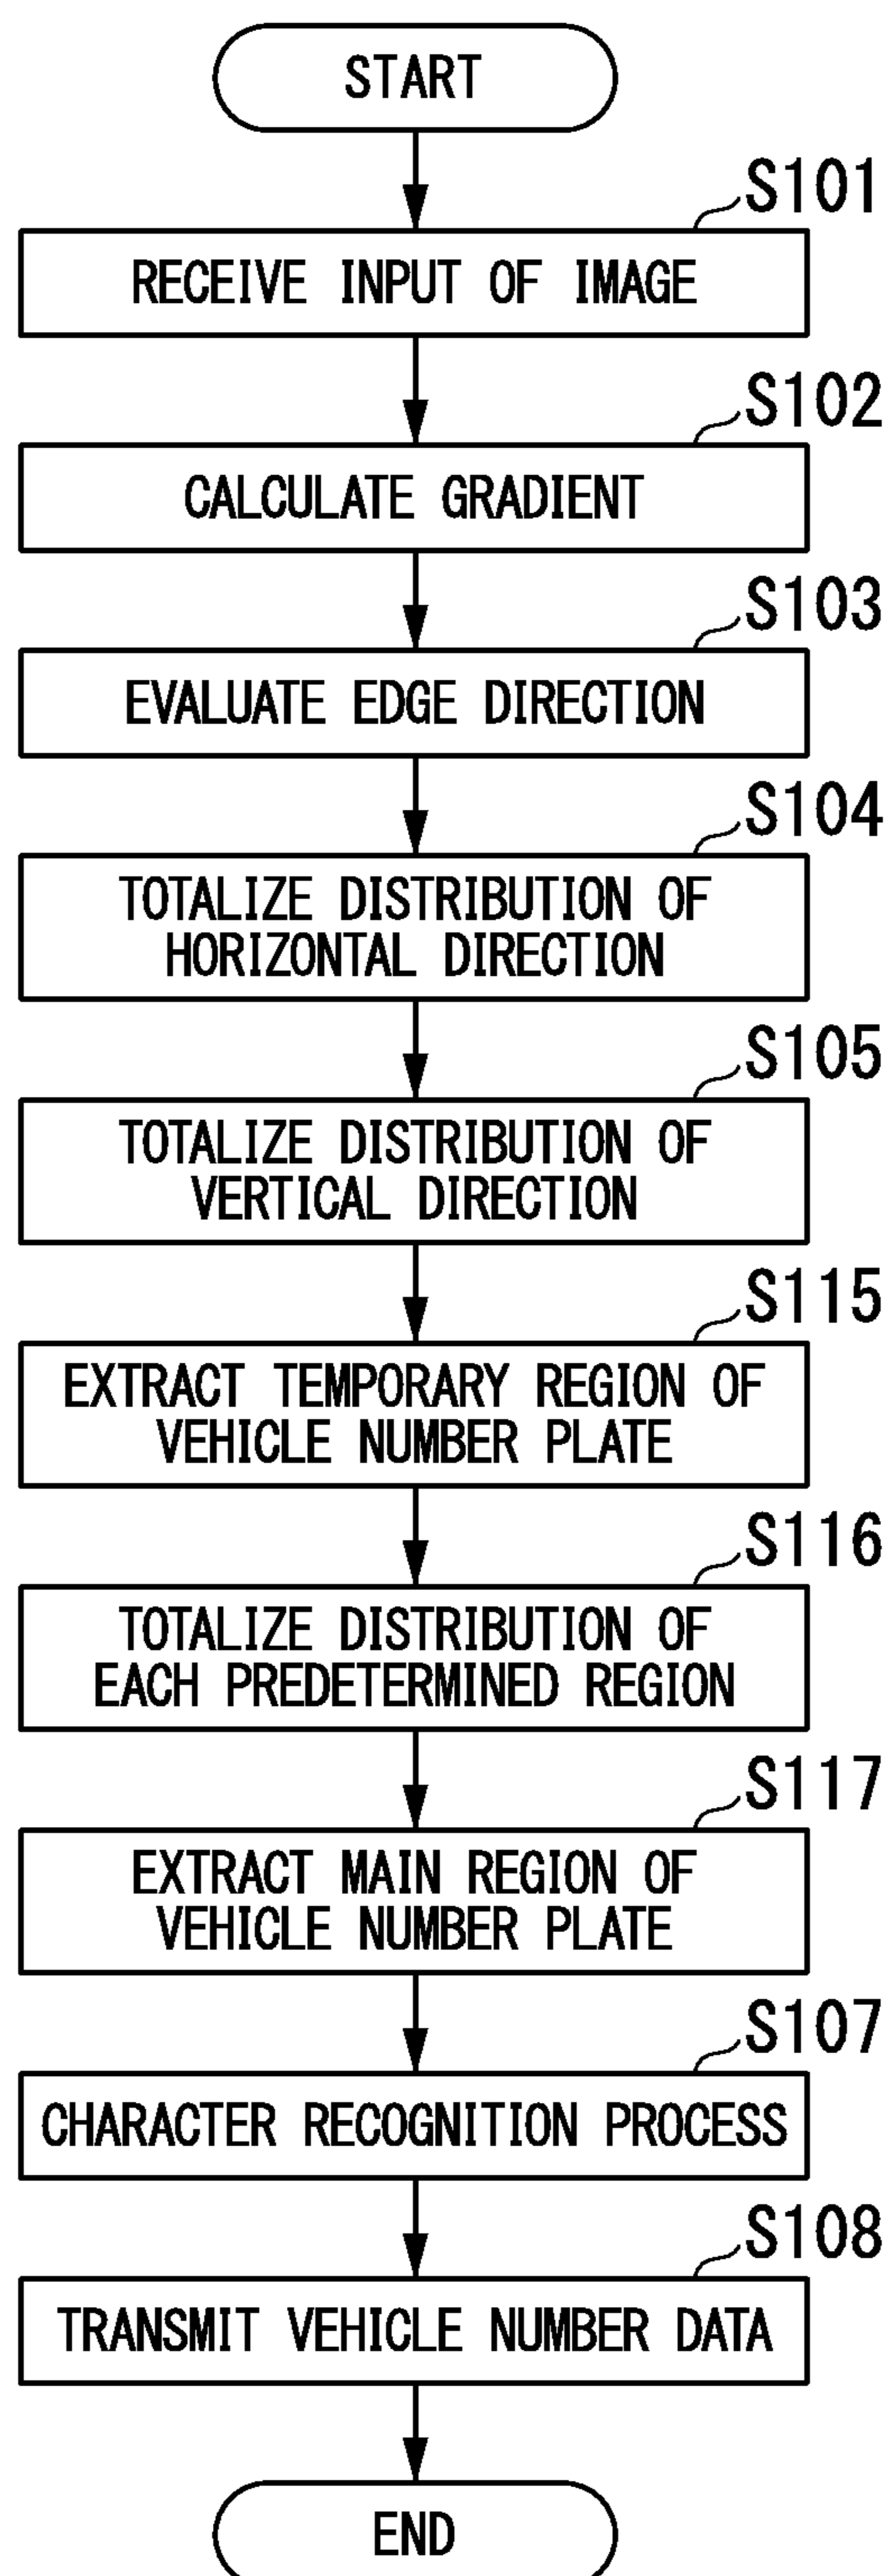 START
S101
RECEIVE INPUT OF IMAGE
S102
CALCULATE GRADIENT
S103
EVALUATE EDGE DIRECTION
S104
TOTALIZE DISTRIBUTION OF
HORIZONTAL DIRECTION
S105
TOTALIZE DISTRIBUTION OF
VERTICAL DIRECTION
S115
EXTRACT TEMPORARY REGION OF
VEHICLE NUMBER PLATE
S116
TOTALIZE DISTRIBUTION OF
EACH PREDETERMINED REGION
S117
EXTRACT MAIN REGION OF
VEHICLE NUMBER PLATE
S107
CHARACTER RECOGNITION PROCESS
S108
TRANSMIT VEHICLE NUMBER DATA
END